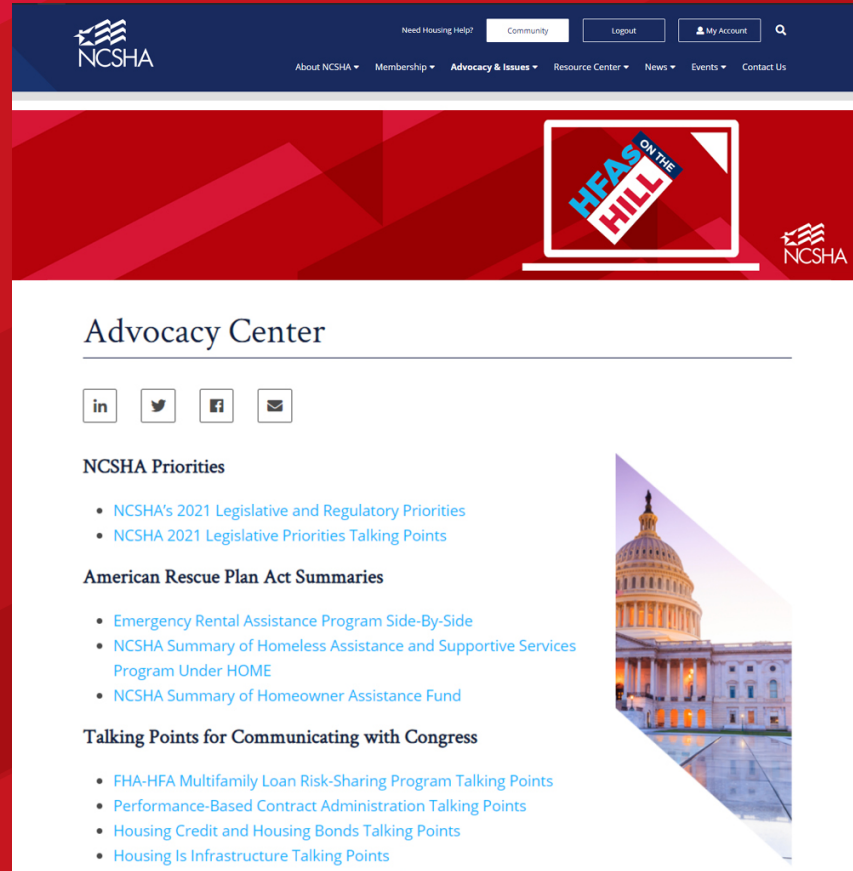 Need Housing Help?
Community
Logout
My Account
NCSHA
About NCSHA
Membership
Advocacy & Issues
Resource Center
News
Events
Contact Us
HFAS ON THE
HILL
NCSHA
Advocacy Center
in
NCSHA Priorities
NCSHA's 2021 Legislative and Regulatory Priorities
NCSHA 2021 Legislative Priorities Talking Points
American Rescue Plan Act Summaries
Emergency Rental Assistance Program Side-By-Side
NCSHA Summary of Homeless Assistance and Supportive Services
Program Under HOME
NCSHA Summary of Homeowner Assistance Fund
Talking Points for Communicating with Congress
FHA-HFA Multifamily Loan Risk-Sharing Program Talking Points
Performance-Based Contract Administration Talking Points
Housing Credit and Housing Bonds Talking Points
Housing Is Infrastructure Talking Points